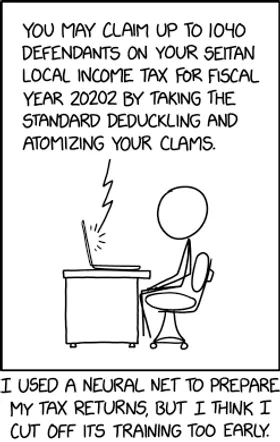 YOU MAY CLAIM UP TO 1040
DEFENDANTS ON YOUR SEITAN
LOCAL INCOME TAX FOR FISCAL
YEAR 20202 BY TAKING THE
STANDARD DEDUCKLING AND
ATOMIZING YOUR CLAMS.
I USED A NEURAL NET TO PREPARE
MY TAX RETURNS, BUT I THINK I
CUT OFF ITS TRAINING TOO EARLY.